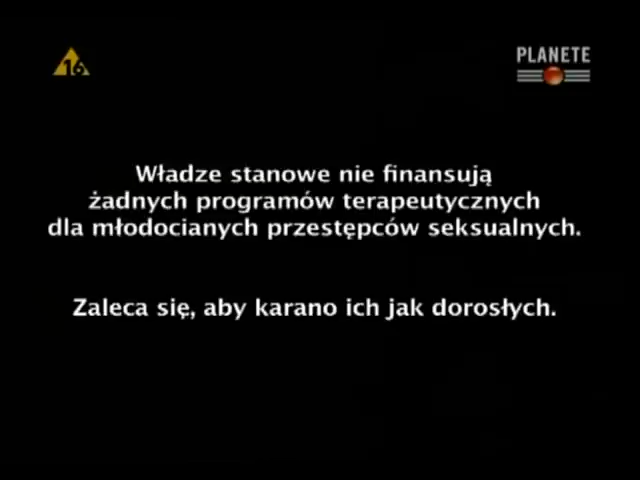 16
PLANETE
Władze stanowe nie finansują
żadnych programów terapeutycznych
dla młodocianych przestępców seksualnych.
Zaleca się, aby karano ich jak dorosłych.